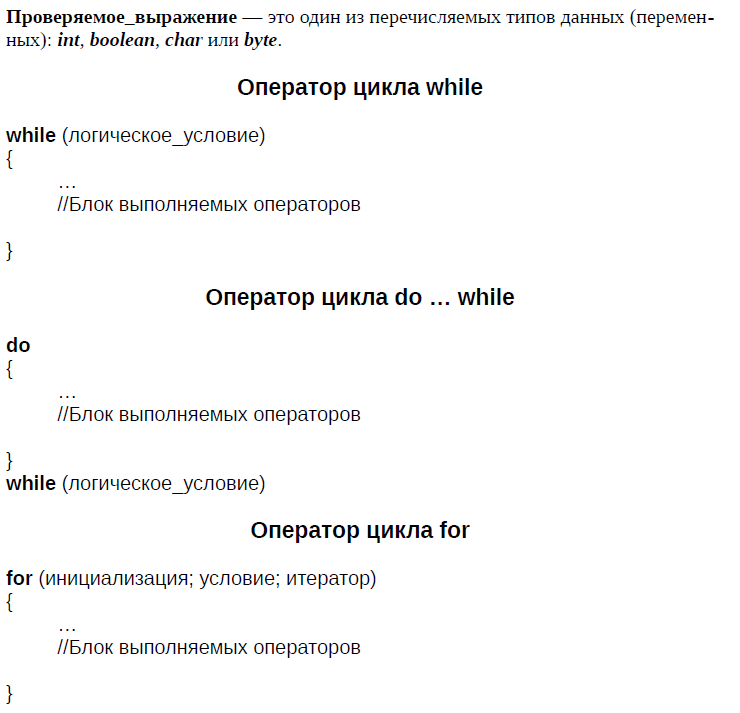 Проверяемое_выражение — это один из перечисляемых типов данных (перемен-
ных): int, boolean, char или byte.
Оператор цикла while
while (логическое_условие)
{
…
//Блок выполняемых операторов
}
Оператор цикла do … while
do
{
…
//Блок выполняемых операторов
}
while (логическое_условие)
Оператор цикла for
for (инициализация; условие; итератор)
{
…
//Блок выполняемых операторов
}